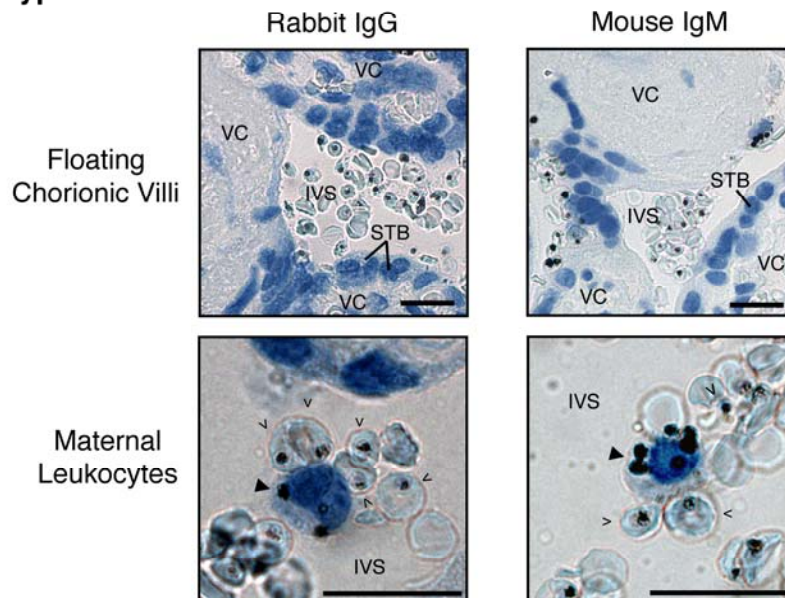 Rabbit IgG
Mouse IgM
Floating
Chorionic Villi
VC
VC
IVS
STB
VC
VC
STB
IVS
VC
VC
Maternal
Leukocytes
IVS
IVS